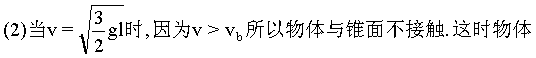 (2)当v = √(3/2 gl)时,因为v > v_b所以物体与锥面不接触.这时物体